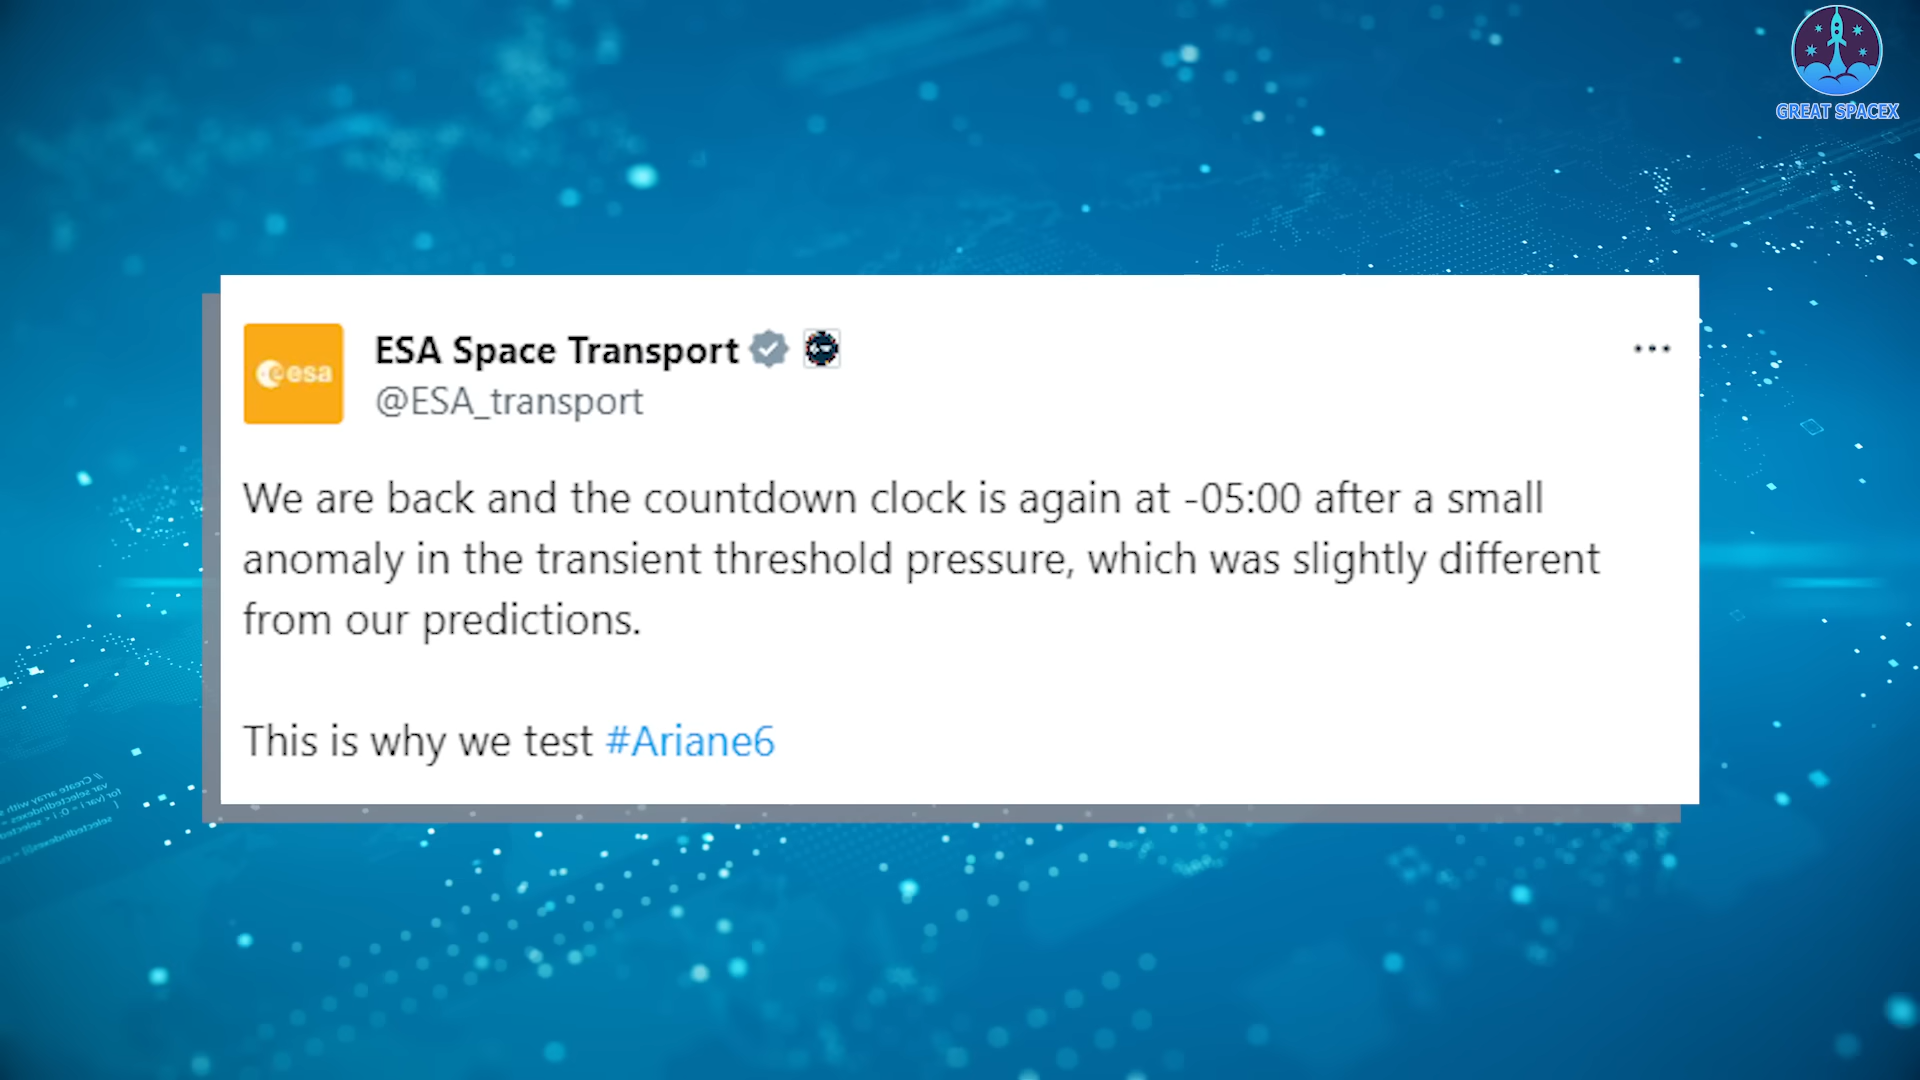 GREAT SPACEX
esa
ESA Space Transport
@ESA_transport
We are back and the countdown clock is again at -05:00 after a small
anomaly in the transient threshold pressure, which was slightly different
from our predictions.
This is why we test #Ariane6